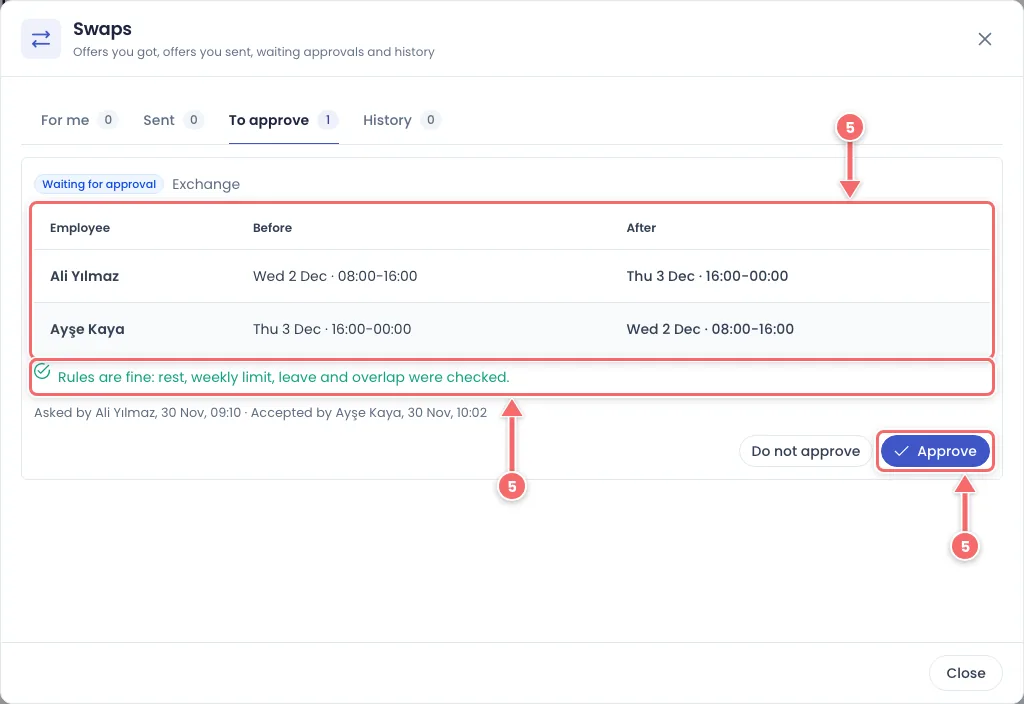 Swaps
Offers you got, offers you sent, waiting approvals and history
For me 0 Sent 0 To approve 1 History 0
5
Waiting for approval Exchange
Employee Before After
Ali Yılmaz Wed 2 Dec · 08:00-16:00 Thu 3 Dec · 16:00-00:00
Ayşe Kaya Thu 3 Dec · 16:00-00:00 Wed 2 Dec · 08:00-16:00
Rules are fine: rest, weekly limit, leave and overlap were checked.
Asked by Ali Yılmaz, 30 Nov, 09:10 · Accepted by Ayşe Kaya, 30 Nov, 10:02
Do not approve Approve
5
5
Close